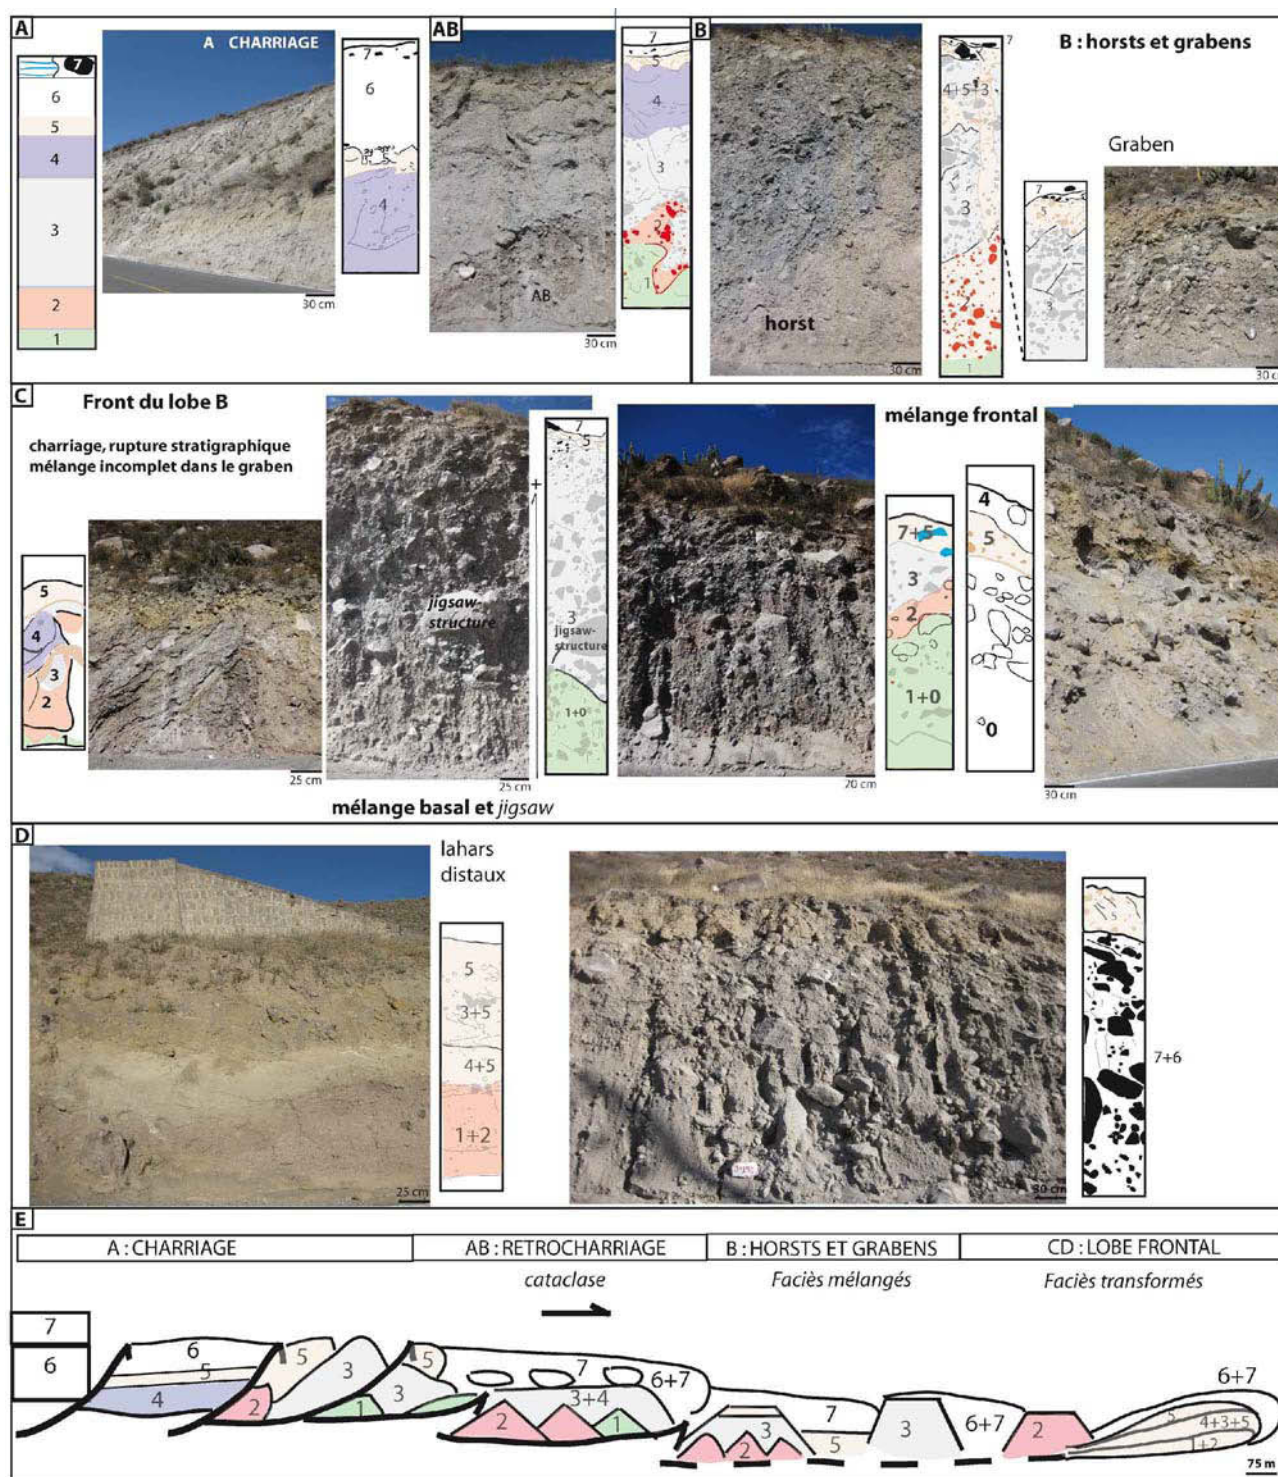 A
A CHARRIAGE
7
6
5
4
3
2
1
6
5
4
30 cm
AB
AB
30 cm
7
5
4
3
2
1
B
B : horsts et grabens
horst
30 cm
7
4+5+3
3
2
1
Graben
7
5
3
30 cm
C
Front du lobe B
charriage, rupture stratigraphique
mélange incomplet dans le graben
5
4
3
2
1
25 cm
jigsaw-
structure
25 cm
mélange basal et jigsaw
7
5
3
jigsaw-
structure
1+0
20 cm
mélange frontal
7+5
3
2
1+0
4
5
0
30 cm
D
25 cm
lahars
distaux
5
3+5
4+5
1+2
30 cm
5
7+6
E
A : CHARRIAGE
AB : RETROCHARRIAGE
B : HORSTS ET GRABENS
CD : LOBE FRONTAL
cataclase
Faciès mélangés
Faciès transformés
7
6
6
5
4
5
2
3
1
3
5
7
6+7
3+4
2
1
3
2
7
5
3
6+7
2
6+7
5
4+3+5
1+2
75 m